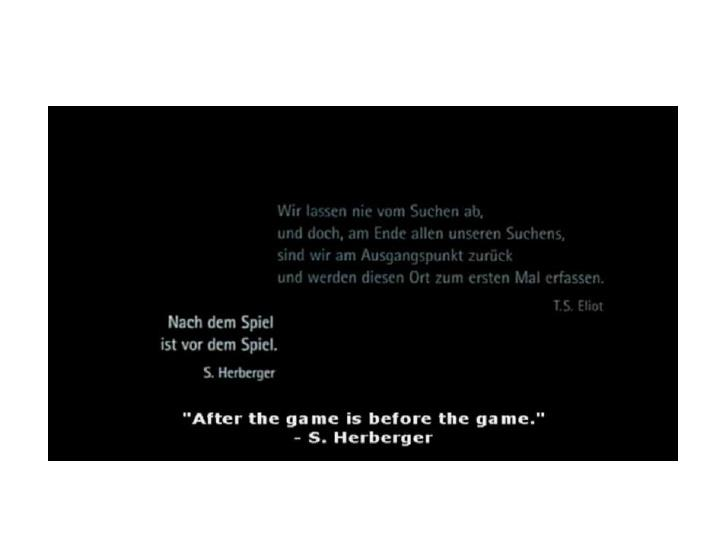 Wir lassen nie vom Suchen ab,
und doch, am Ende allen unseren Suchens,
sind wir am Ausgangspunkt zurück
und werden diesen Ort zum ersten Mal erfassen.
T.S. Eliot
Nach dem Spiel
ist vor dem Spiel.
S. Herberger
"After the game is before the game."
- S. Herberger